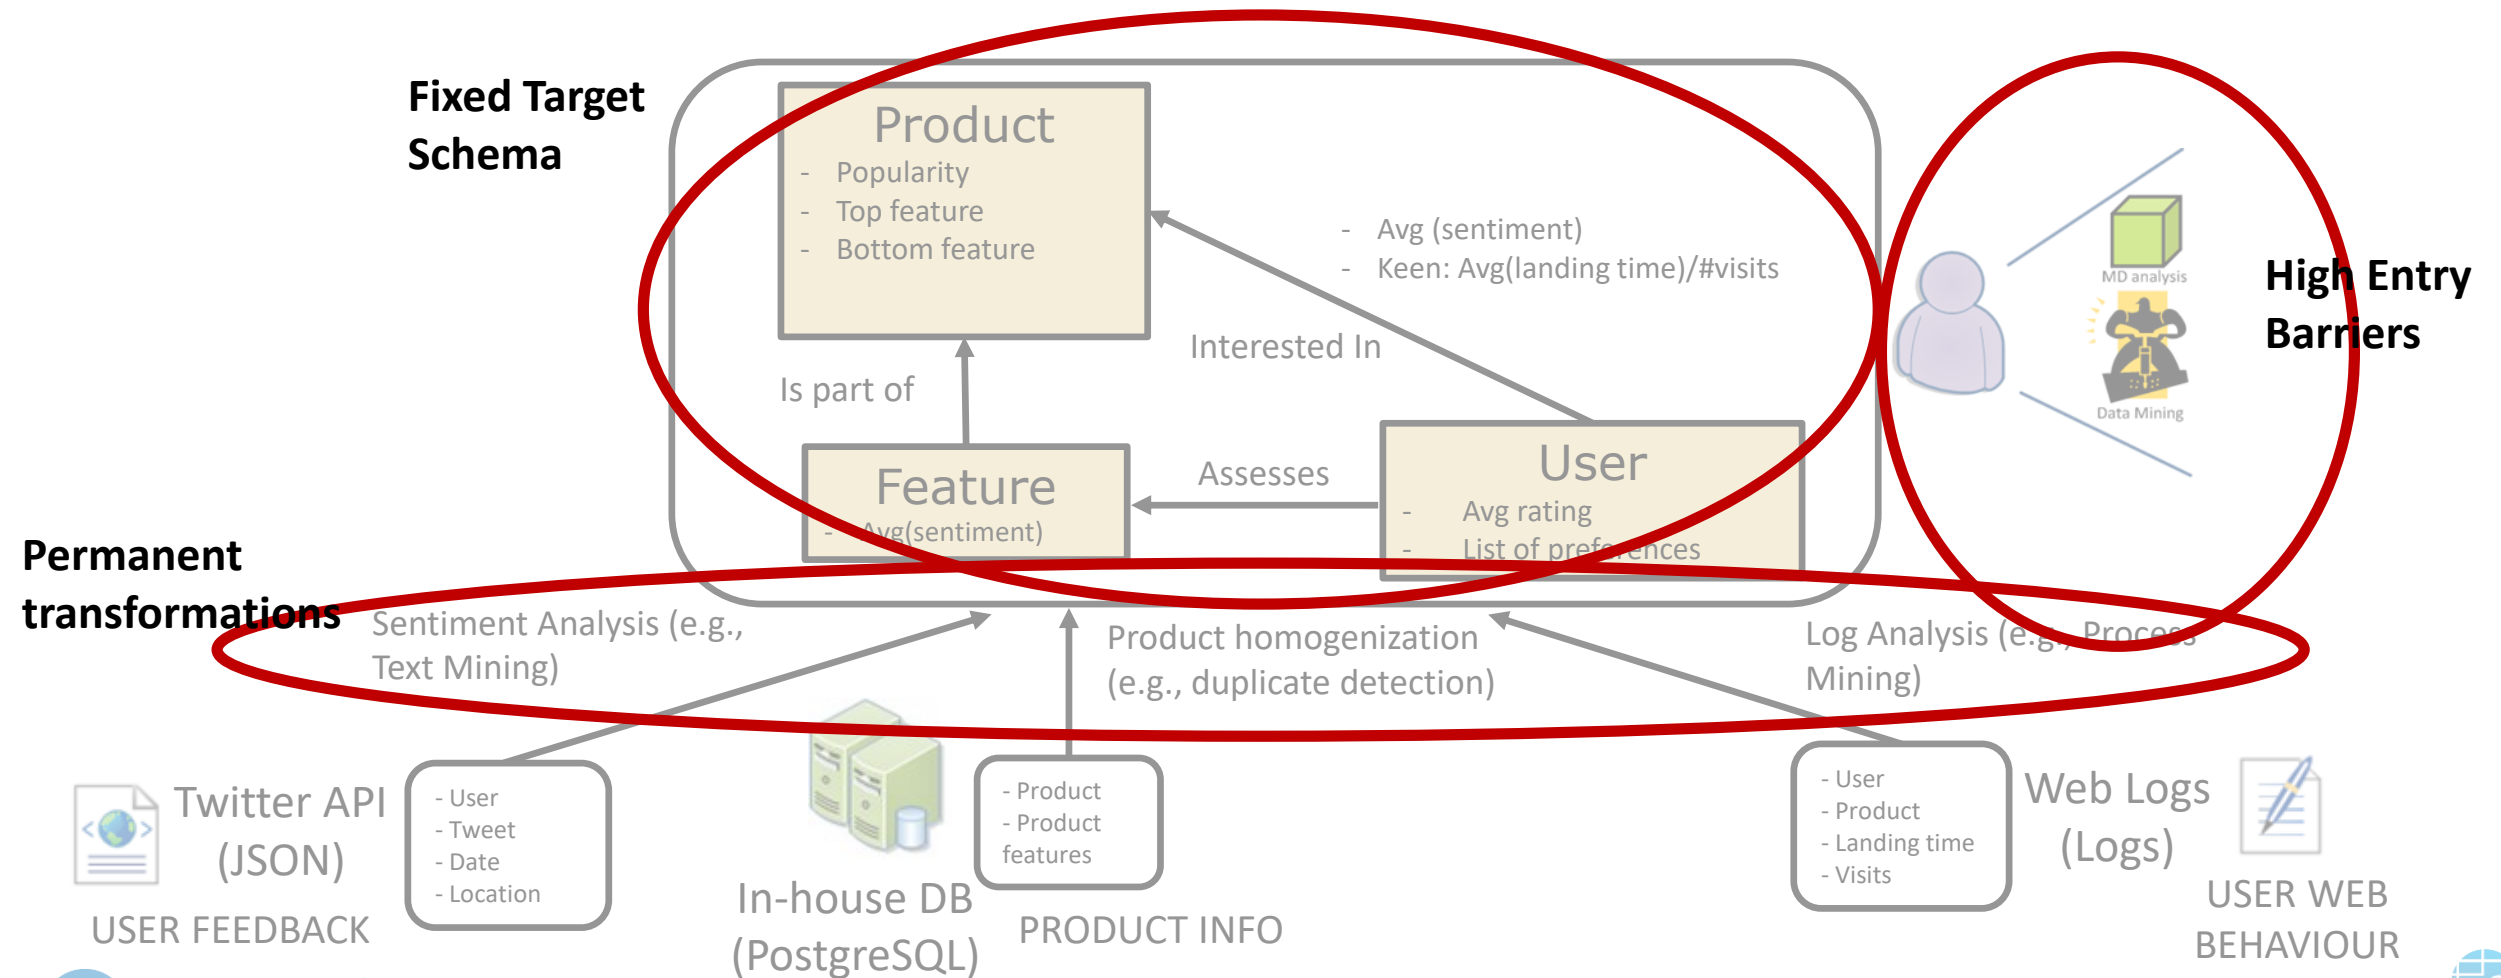 Fixed Target
Schema
Product
- Popularity
- Top feature
- Bottom feature
- Avg (sentiment)
- Keen: Avg(landing time)/#visits
MD analysis
High Entry
Barriers
Data Mining
Interested In
Is part of
Feature
- Avg(sentiment)
Assesses
User
- Avg rating
- List of preferences
Permanent
transformations
Sentiment Analysis (e.g.,
Text Mining)
Product homogenization
(e.g., duplicate detection)
Log Analysis (e.g., Process
Mining)
Twitter API
(JSON)
USER FEEDBACK
- User
- Tweet
- Date
- Location
In-house DB
(PostgreSQL)
- Product
- Product
features
PRODUCT INFO
- User
- Product
- Landing time
- Visits
Web Logs
(Logs)
USER WEB
BEHAVIOUR